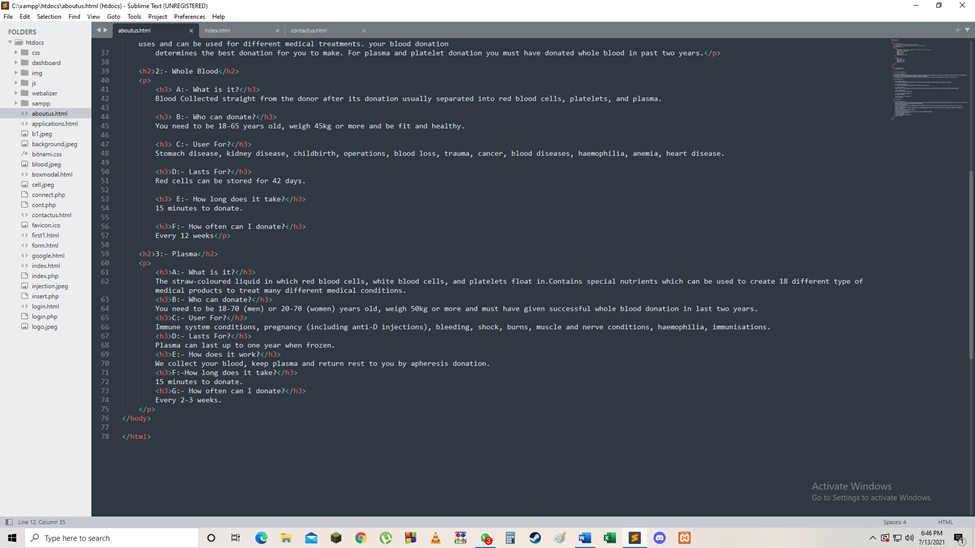 C:\xampp\htdocs\aboutus.html (htdocs) - Sublime Text (UNREGISTERED)
File Edit Selection Find View Goto Tools Project Preferences Help
FOLDERS
htdocs
css
dashboard
img
js
webalizer
xampp
aboutus.html
applications.html
b1.jpeg
background.jpeg
bitnami.css
blood.jpeg
boxmodal.html
cell.jpeg
connect.php
cont.php
contactus.html
favicon.ico
first1.html
form.html
google.html
index.html
index.php
injection.jpeg
insert.php
login.html
login.php
logo.jpeg
aboutus.html index.html contactus.html
uses and can be used for different medical treatments. your blood donation
37 determines the best donation for you to make. For plasma and platelet donation you must have donated whole blood in past two years.</p>
38
39 <h2>2:- Whole Blood</h2>
40 <p>
41 <h3> A:- What is it?</h3>
42 Blood Collected straight from the donor after its donation usually separated into red blood cells, platelets, and plasma.
43
44 <h3> B:- Who can donate?</h3>
45 You need to be 18-65 years old, weigh 45kg or more and be fit and healthy.
46
47 <h3> C:- User For?</h3>
48 Stomach disease, kidney disease, childbirth, operations, blood loss, trauma, cancer, blood diseases, haemophilia, anemia, heart disease.
49
50 <h3>D:- Lasts For?</h3>
51 Red cells can be stored for 42 days.
52
53 <h3> E:- How long does it take?</h3>
54 15 minutes to donate.
55
56 <h3>F:- How often can I donate?</h3>
57 Every 12 weeks</p>
58
59 <h2>3:- Plasma</h2>
60 <p>
61 <h3>A:- What is it?</h3>
62 The straw-coloured liquid in which red blood cells, white blood cells, and platelets float in.Contains special nutrients which can be used to create 18 different type of
medical products to treat many different medical conditions.
63 <h3>B:- Who can donate?</h3>
64 You need to be 18-70 (men) or 20-70 (women) years old, weigh 50kg or more and must have given successful whole blood donation in last two years.
65 <h3>C:- User For?</h3>
66 Immune system conditions, pregnancy (including anti-D injections), bleeding, shock, burns, muscle and nerve conditions, haemophilia, immunisations.
67 <h3>D:- Lasts For?</h3>
68 Plasma can last up to one year when frozen.
69 <h3>E:- How does it work?</h3>
70 We collect your blood, keep plasma and return rest to you by apheresis donation.
71 <h3>F:-How long does it take?</h3>
72 15 minutes to donate.
73 <h3>G:- How often can I donate?</h3>
74 Every 2-3 weeks.
75 </p>
76 </body>
77
78 </html>
Activate Windows
Go to Settings to activate Windows.
Line 12, Column 35 Spaces: 4 HTML
Type here to search
6:46 PM
7/13/2021